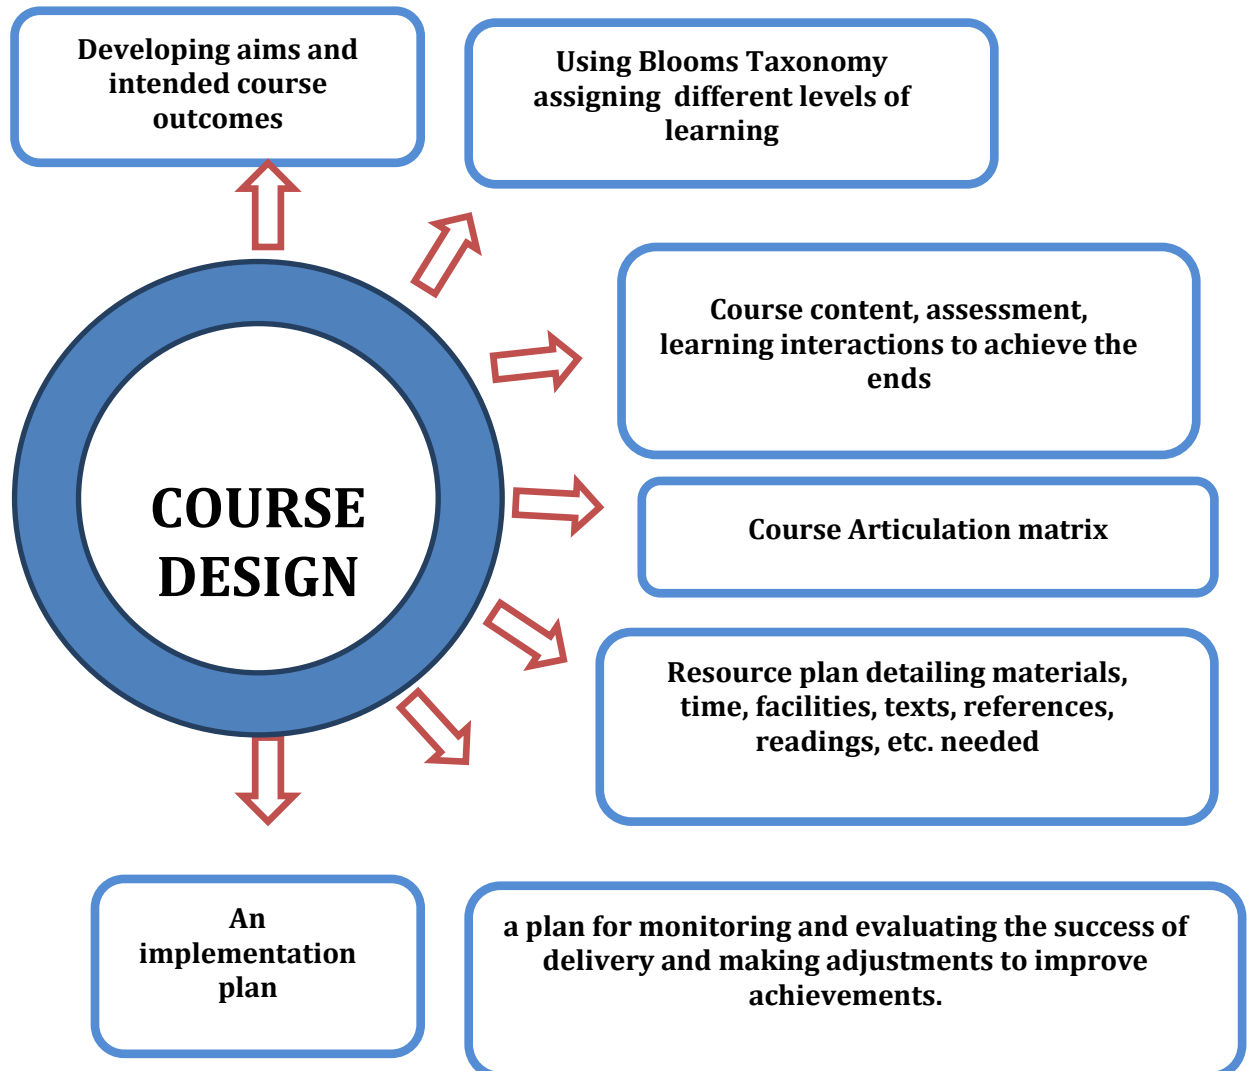 Developing aims and
intended course
outcomes
Using Blooms Taxonomy
assigning different levels of
learning
Course content, assessment,
learning interactions to achieve the
ends
COURSE
DESIGN
Course Articulation matrix
Resource plan detailing materials,
time, facilities, texts, references,
readings, etc. needed
An
implementation
plan
a plan for monitoring and evaluating the success of
delivery and making adjustments to improve
achievements.